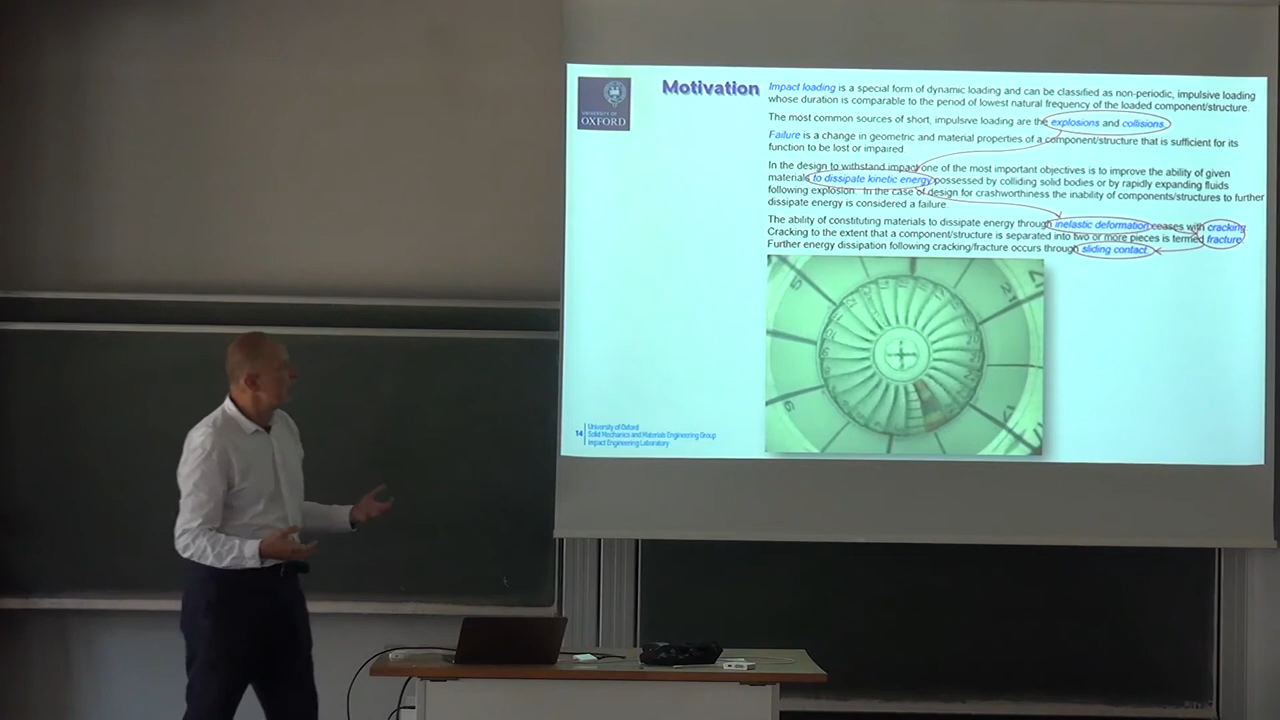 Motivation
Impact loading is a special form of dynamic loading and can be classified as non-periodic, impulsive loading
whose duration is comparable to the period of lowest natural frequency of the loaded component/structure.
The most common sources of short, impulsive loading are the explosions and collisions.
Failure is a change in geometric and material properties of a component/structure that is sufficient for its
function to be lost or impaired.
In the design to withstand impact one of the most important objectives is to improve the ability of given
materials to dissipate kinetic energy possessed by colliding solid bodies or by rapidly expanding fluids
following explosion. In the case of design for crashworthiness the inability of components/structures to further
dissipate energy is considered a failure.
The ability of constituting materials to dissipate energy through inelastic deformation ceases with cracking
Cracking to the extent that a component/structure is separated into two or more pieces is termed fracture
Further energy dissipation following cracking/fracture occurs through sliding contact
UNIVERSITY OF
OXFORD
14
University of Oxford
Solid Mechanics and Materials Engineering Group
Impact Engineering Laboratory